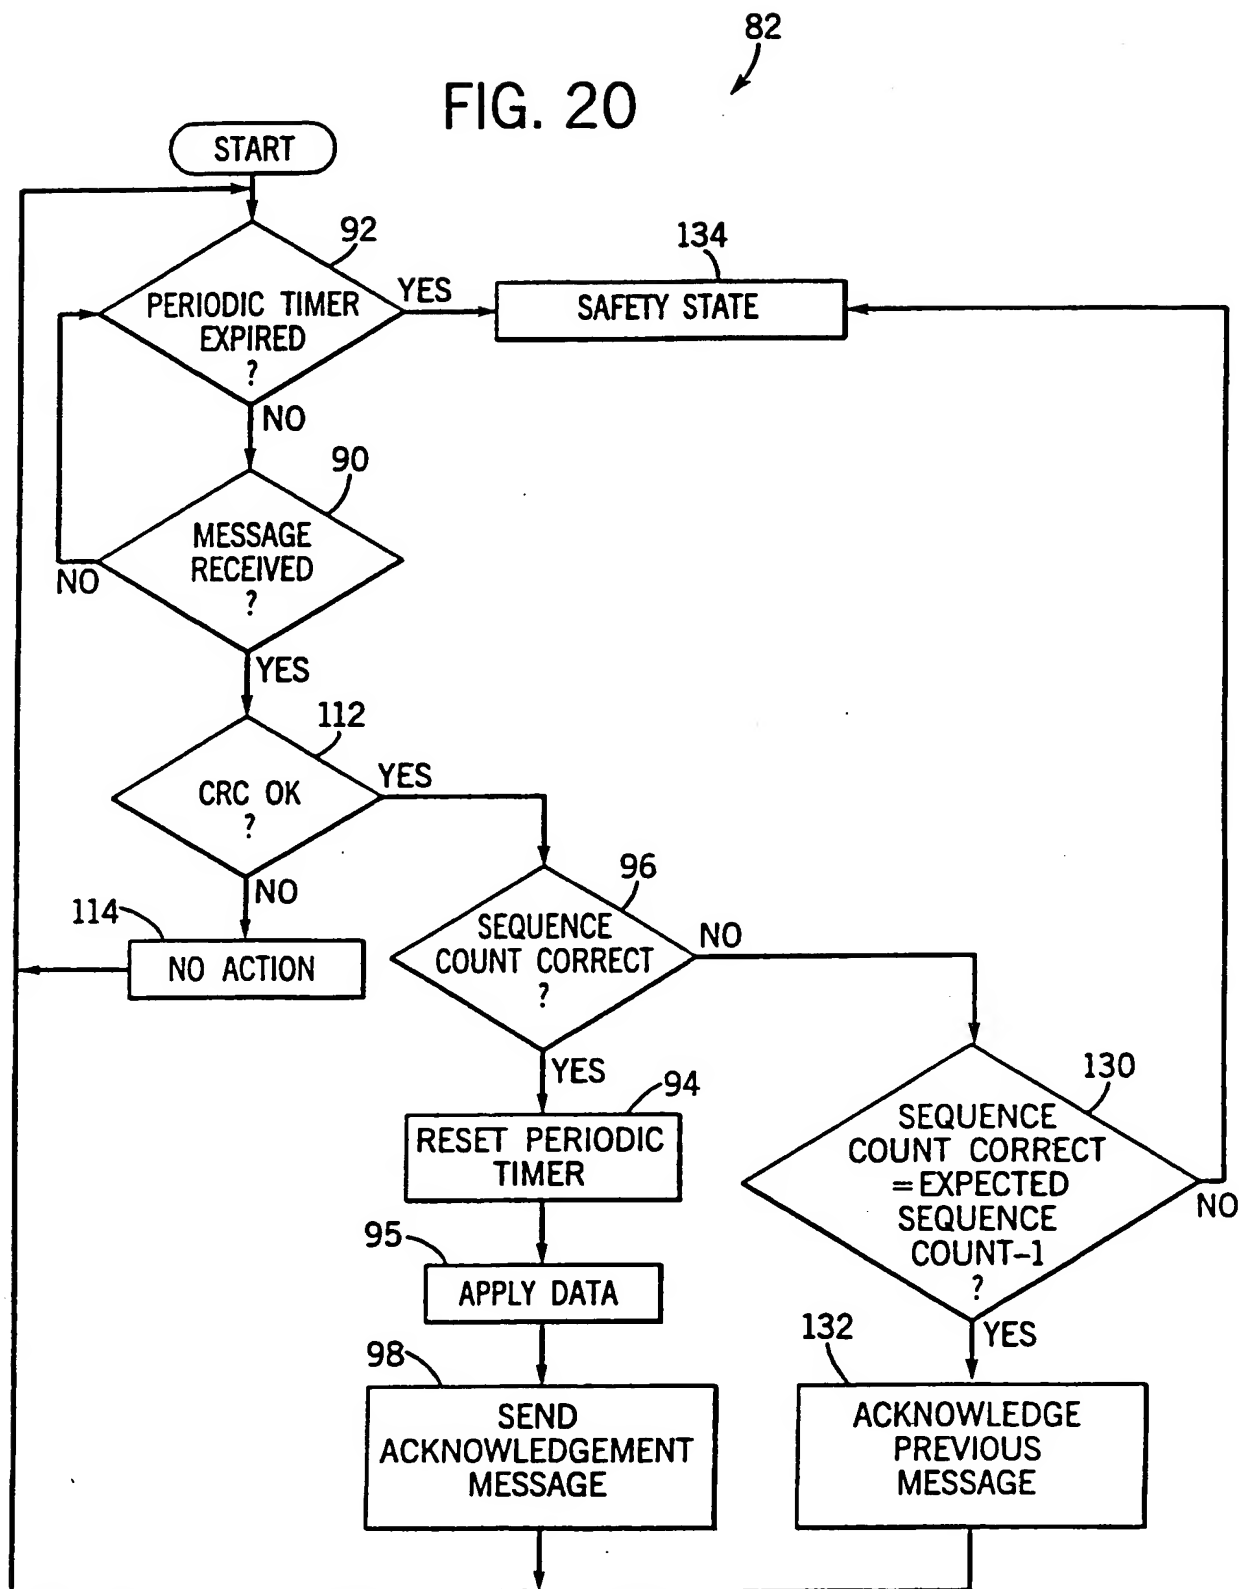 82
FIG. 20
START
92
134
PERIODIC TIMER
EXPIRED
?
YES
SAFETY STATE
NO
90
MESSAGE
RECEIVED
?
NO
YES
112
CRC OK
?
YES
NO
96
114
NO ACTION
SEQUENCE
COUNT CORRECT
?
NO
YES
130
94
RESET PERIODIC
TIMER
SEQUENCE
COUNT CORRECT
=EXPECTED
SEQUENCE
COUNT-1
?
NO
95
APPLY DATA
YES
132
98
SEND
ACKNOWLEDGEMENT
MESSAGE
ACKNOWLEDGE
PREVIOUS
MESSAGE